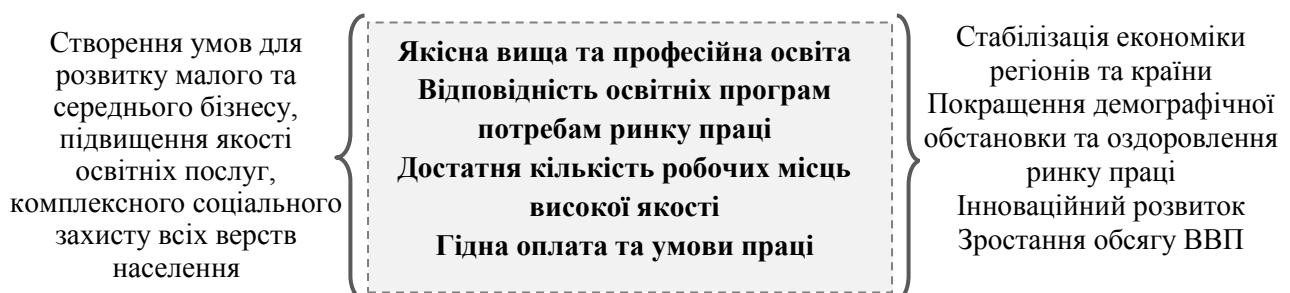 Створення умов для
розвитку малого та
середнього бізнесу,
підвищення якості
освітніх послуг,
комплексного соціального
захисту всіх верств
населення
Якісна вища та професійна освіта
Відповідність освітніх програм
потребам ринку праці
Достатня кількість робочих місць
високої якості
Гідна оплата та умови праці
Стабілізація економіки
регіонів та країни
Покращення демографічної
обстановки та оздоровлення
ринку праці
Інноваційний розвиток
Зростання обсягу ВВП